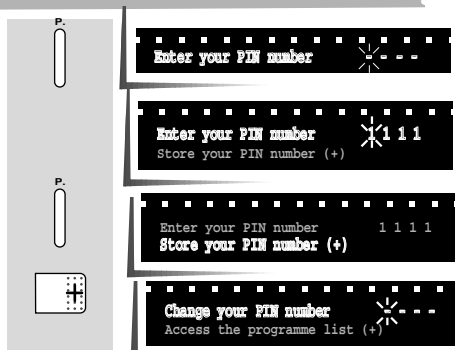 P.
Enter your PIN number - - - -
Enter your PIN number 1 1 1 1
Store your PIN number (+)
P.
Enter your PIN number 1 1 1 1
Store your PIN number (+)
+
Change your PIN number - - - -
Access the programme list (+)